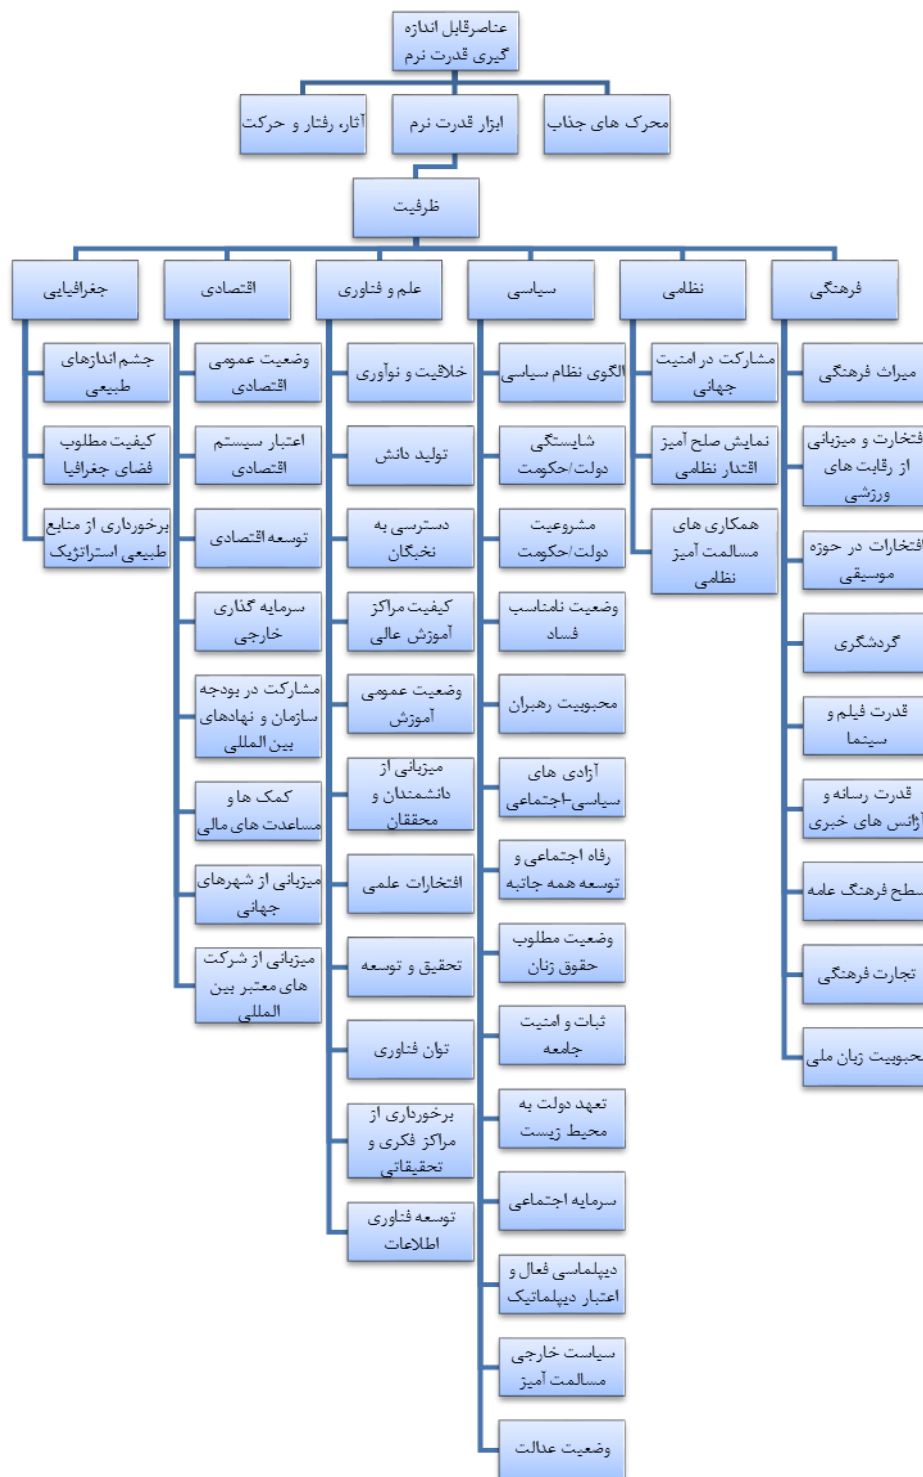 عناصرقابل اندازه
گیری قدرت نرم
محرک های جذاب
ابزار قدرت نرم
آثار، رفتار و حرکت
ظرفیت
فرهنگی
نظامی
سیاسی
علم و فناوری
اقتصادی
جغرافیایی
میراث فرهنگی
فتخارت و میزبانی
از رقابت های
ورزشی
فتخارات در حوزه
موسیقی
گردشگری
قدرت فیلم و
سینما
قدرت رسانه و
آژانس های خبری
سطح فرهنگ عامه
تجارت فرهنگی
محبوبیت زبان ملی
مشارکت در امنیت
جهانی
نمایش صلح آمیز
اقتدار نظامی
همکاری های
مسالمت آمیز
نظامی
الگوی نظام سیاسی
شایستگی
دولت/حکومت
مشروعیت
دولت/حکومت
وضعیت نامناسب
فساد
محبوبیت رهبران
آزادی های
سیاسی-اجتماعی
رفاه اجتماعی و
توسعه همه جانبه
وضعیت مطلوب
حقوق زنان
ثبات و امنیت
جامعه
تعهد دولت به
محیط زیست
سرمایه اجتماعی
دیپلماسی فعال و
اعتبار دیپلماتیک
سیاست خارجی
مسالمت آمیز
وضعیت عدالت
خلاقیت و نوآوری
تولید دانش
دسترسی به
نخبگان
کیفیت مراکز
آموزش عالی
وضعیت عمومی
آموزش
میزبانی از
دانشمندان و
محققان
افتخارات علمی
تحقیق و توسعه
توان فناوری
برخورداری از
مراکز فکری و
تحقیقاتی
توسعه فناوری
اطلاعات
وضعیت عمومی
اقتصادی
اعتبار سیستم
اقتصادی
توسعه اقتصادی
سرمایه گذاری
خارجی
مشارکت در بودجه
سازمان و نهادهای
بین المللی
کمک ها و
مساعدت های مالی
میزبانی از شهرهای
جهانی
میزبانی از شرکت
های معتبر بین
المللی
چشم اندازهای
طبیعی
کیفیت مطلوب
فضای جغرافیا
برخورداری از منابع
طبیعی استراتژیک